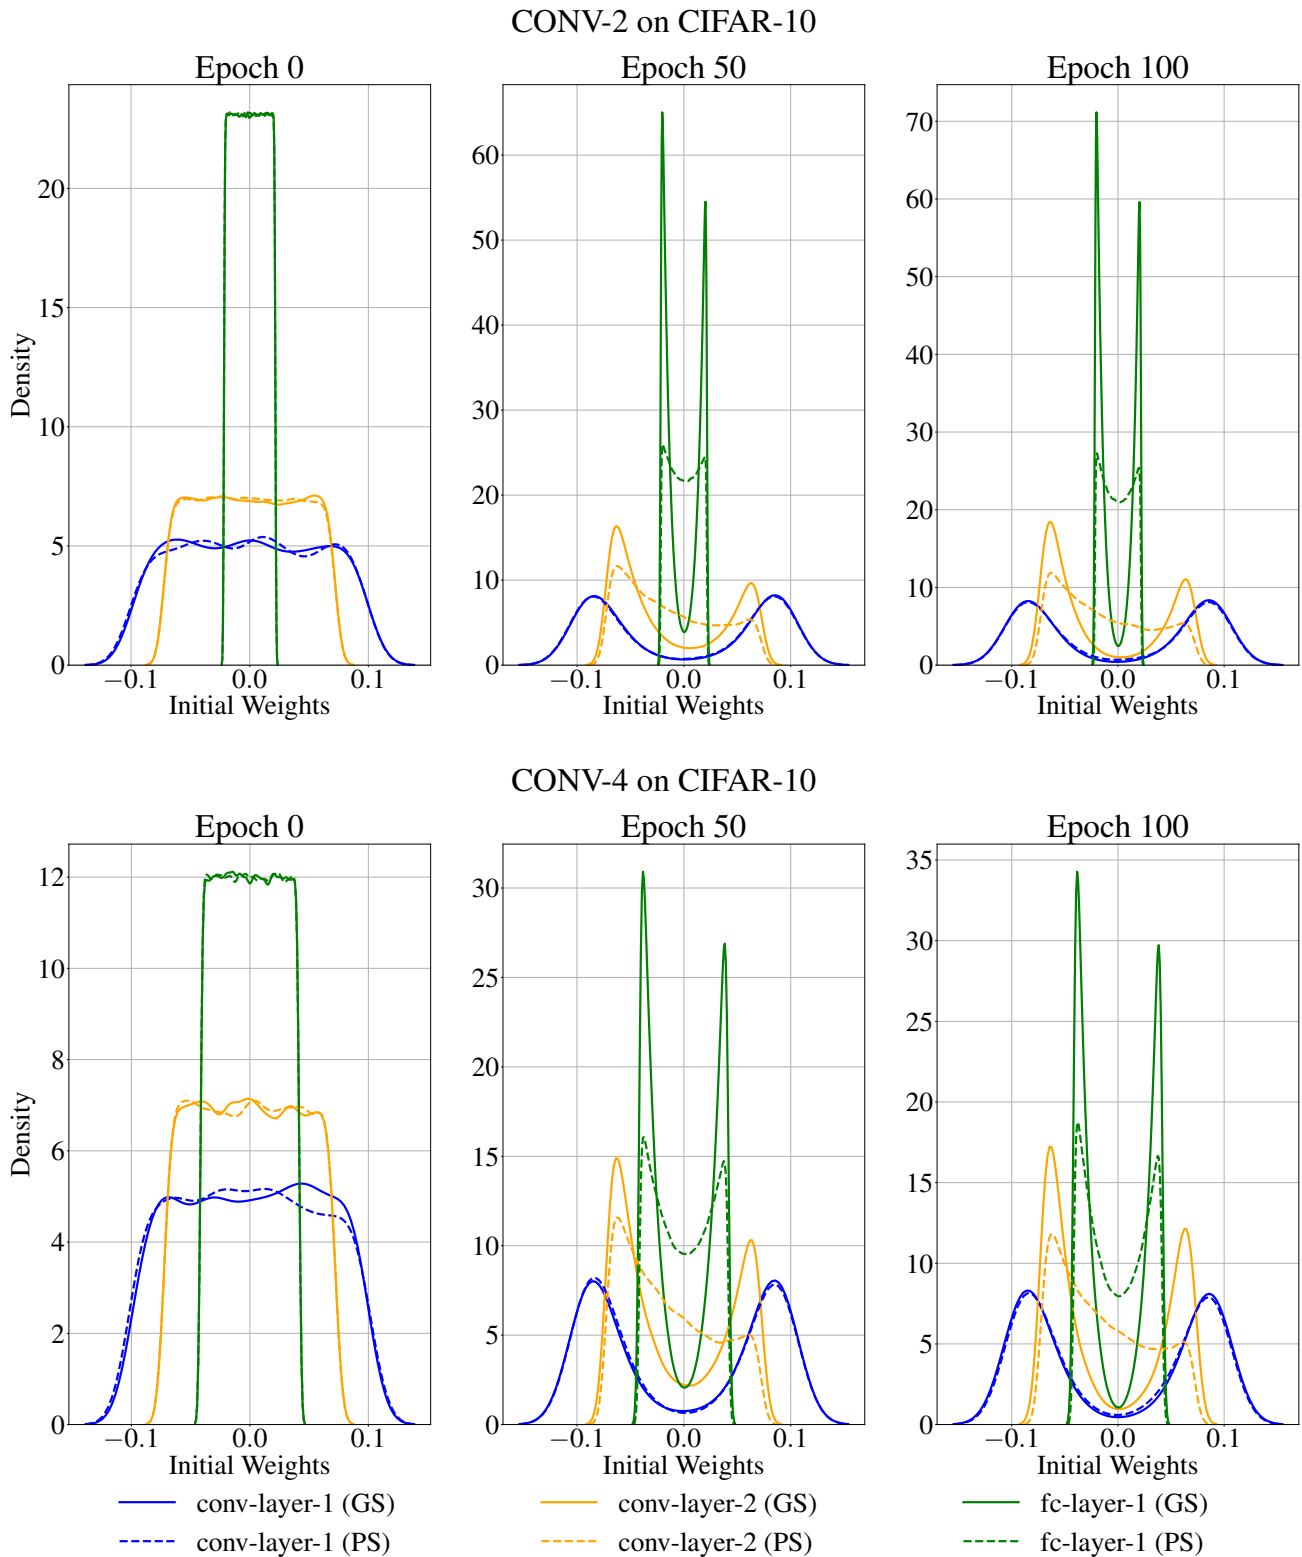 CONV-2 on CIFAR-10
Epoch 0 Epoch 50 Epoch 100
Density
20
15
10
5
0
−0.1 0.0 0.1
Initial Weights
60
50
40
30
20
10
0
−0.1 0.0 0.1
Initial Weights
70
60
50
40
30
20
10
0
−0.1 0.0 0.1
Initial Weights
CONV-4 on CIFAR-10
Epoch 0 Epoch 50 Epoch 100
Density
12
10
8
6
4
2
0
−0.1 0.0 0.1
Initial Weights
30
25
20
15
10
5
0
−0.1 0.0 0.1
Initial Weights
35
30
25
20
15
10
5
0
−0.1 0.0 0.1
Initial Weights
conv-layer-1 (GS) conv-layer-2 (GS) fc-layer-1 (GS)
conv-layer-1 (PS) conv-layer-2 (PS) fc-layer-1 (PS)